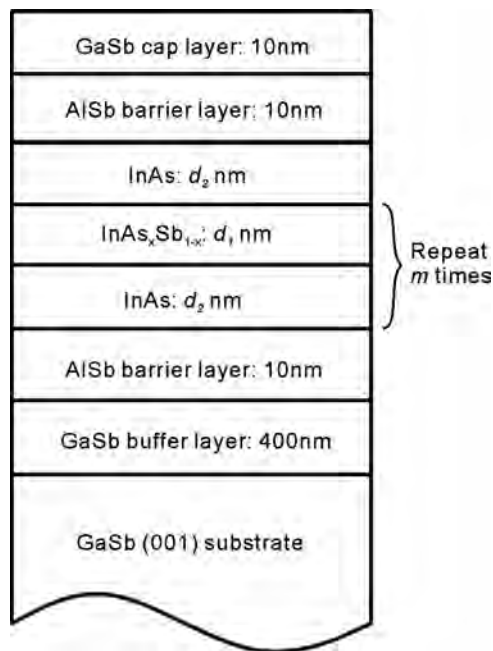 GaSb cap layer: 10nm
AlSb barrier layer: 10nm
InAs: d₂ nm
InAsₓSb₁₋ₓ: d₁ nm
Repeat
m times
InAs: d₂ nm
AlSb barrier layer: 10nm
GaSb buffer layer: 400nm
GaSb (001) substrate